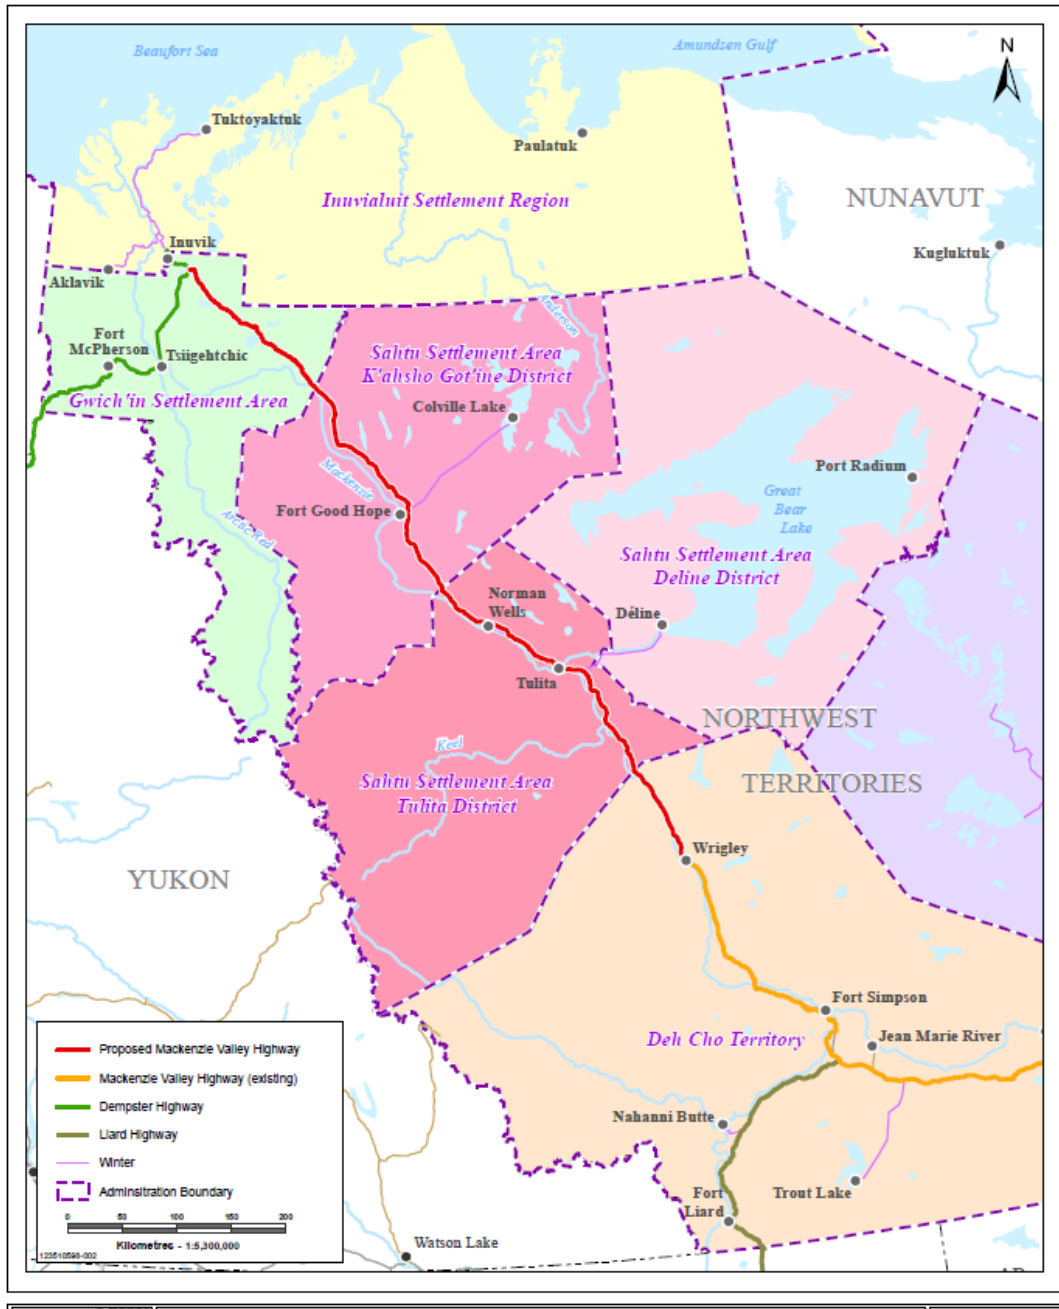 Beaufort Sea
Amundsen Gulf
N
Tuktoyaktuk
Paulatuk
Inuvialuit Settlement Region
NUNAVUT
Inuvik
Kugluktuk
Aklavik
Anderson
Fort
McPherson
Tsiigehtchic
Sahtu Settlement Area
K'ahsho Got'ine District
Gwich'in Settlement Area
Colville Lake
Mackenzie
Port Radium
Great
Bear
Lake
Fort Good Hope
Arctic Red
Sahtu Settlement Area
Deline District
Norman
Wells
Déline
Tulita
NORTHWEST
TERRITORIES
Keel
Sahtu Settlement Area
Tulita District
Wrigley
YUKON
Fort Simpson
Jean Marie River
Deh Cho Territory
Nahanni Butte
Trout Lake
Fort
Liard
Watson Lake
Proposed Mackenzie Valley Highway
Mackenzie Valley Highway (existing)
Dempster Highway
Liard Highway
Winter
Adminsitration Boundary
0 50 100 150 200
Kilometres - 1:5,300,000
123510598-002